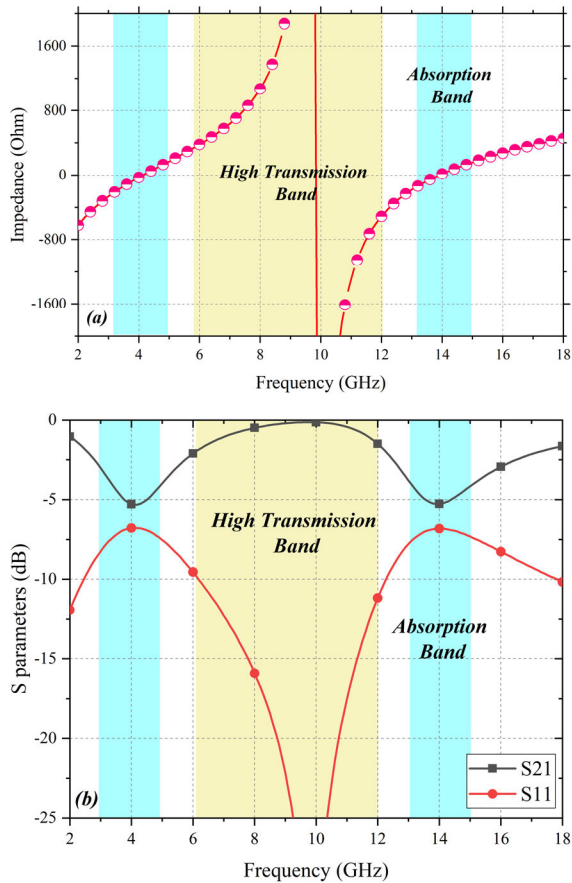 1600
800
0
-800
-1600
Impedance (Ohm)
Absorption
Band
High Transmission
Band
(a)
2 4 6 8 10 12 14 16 18
Frequency (GHz)
0
-5
-10
-15
-20
-25
S parameters (dB)
High Transmission
Band
Absorption
Band
S21
S11
(b)
2 4 6 8 10 12 14 16 18
Frequency (GHz)